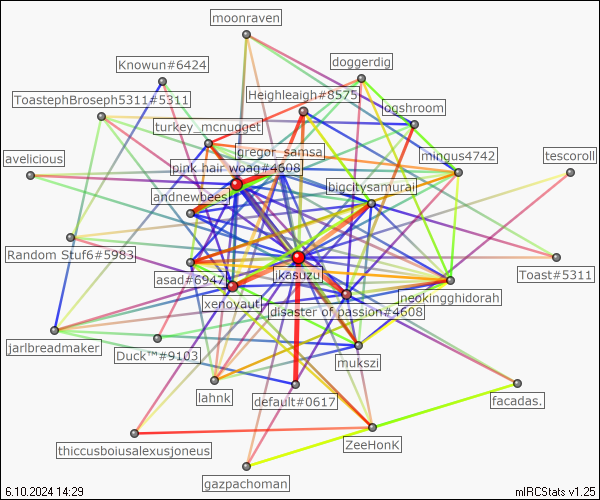 moonraven
doggerdig
Knowun#6424
Heighleaigh#8575
ToastephBroseph5311#5311
ogshroom
turkey_mcnugget
gregor_samsa
mingus4742
tescoroll
avelicious
pink hair woag#4608
bigcitysamurai
andnewbees
Random Stuf6#5983
jkasuzu
Toast#5311
asad#6947
neokingghidorah
xenoyaut
disaster of passion#4608
jarlbreadmaker
Duck™#9103
mukszi
lahnk
default#0617
facadas.
ZeeHonK
thiccusboiusalexusjoneus
gazpachoman
6.10.2024 14:29
mIRCStats v1.25